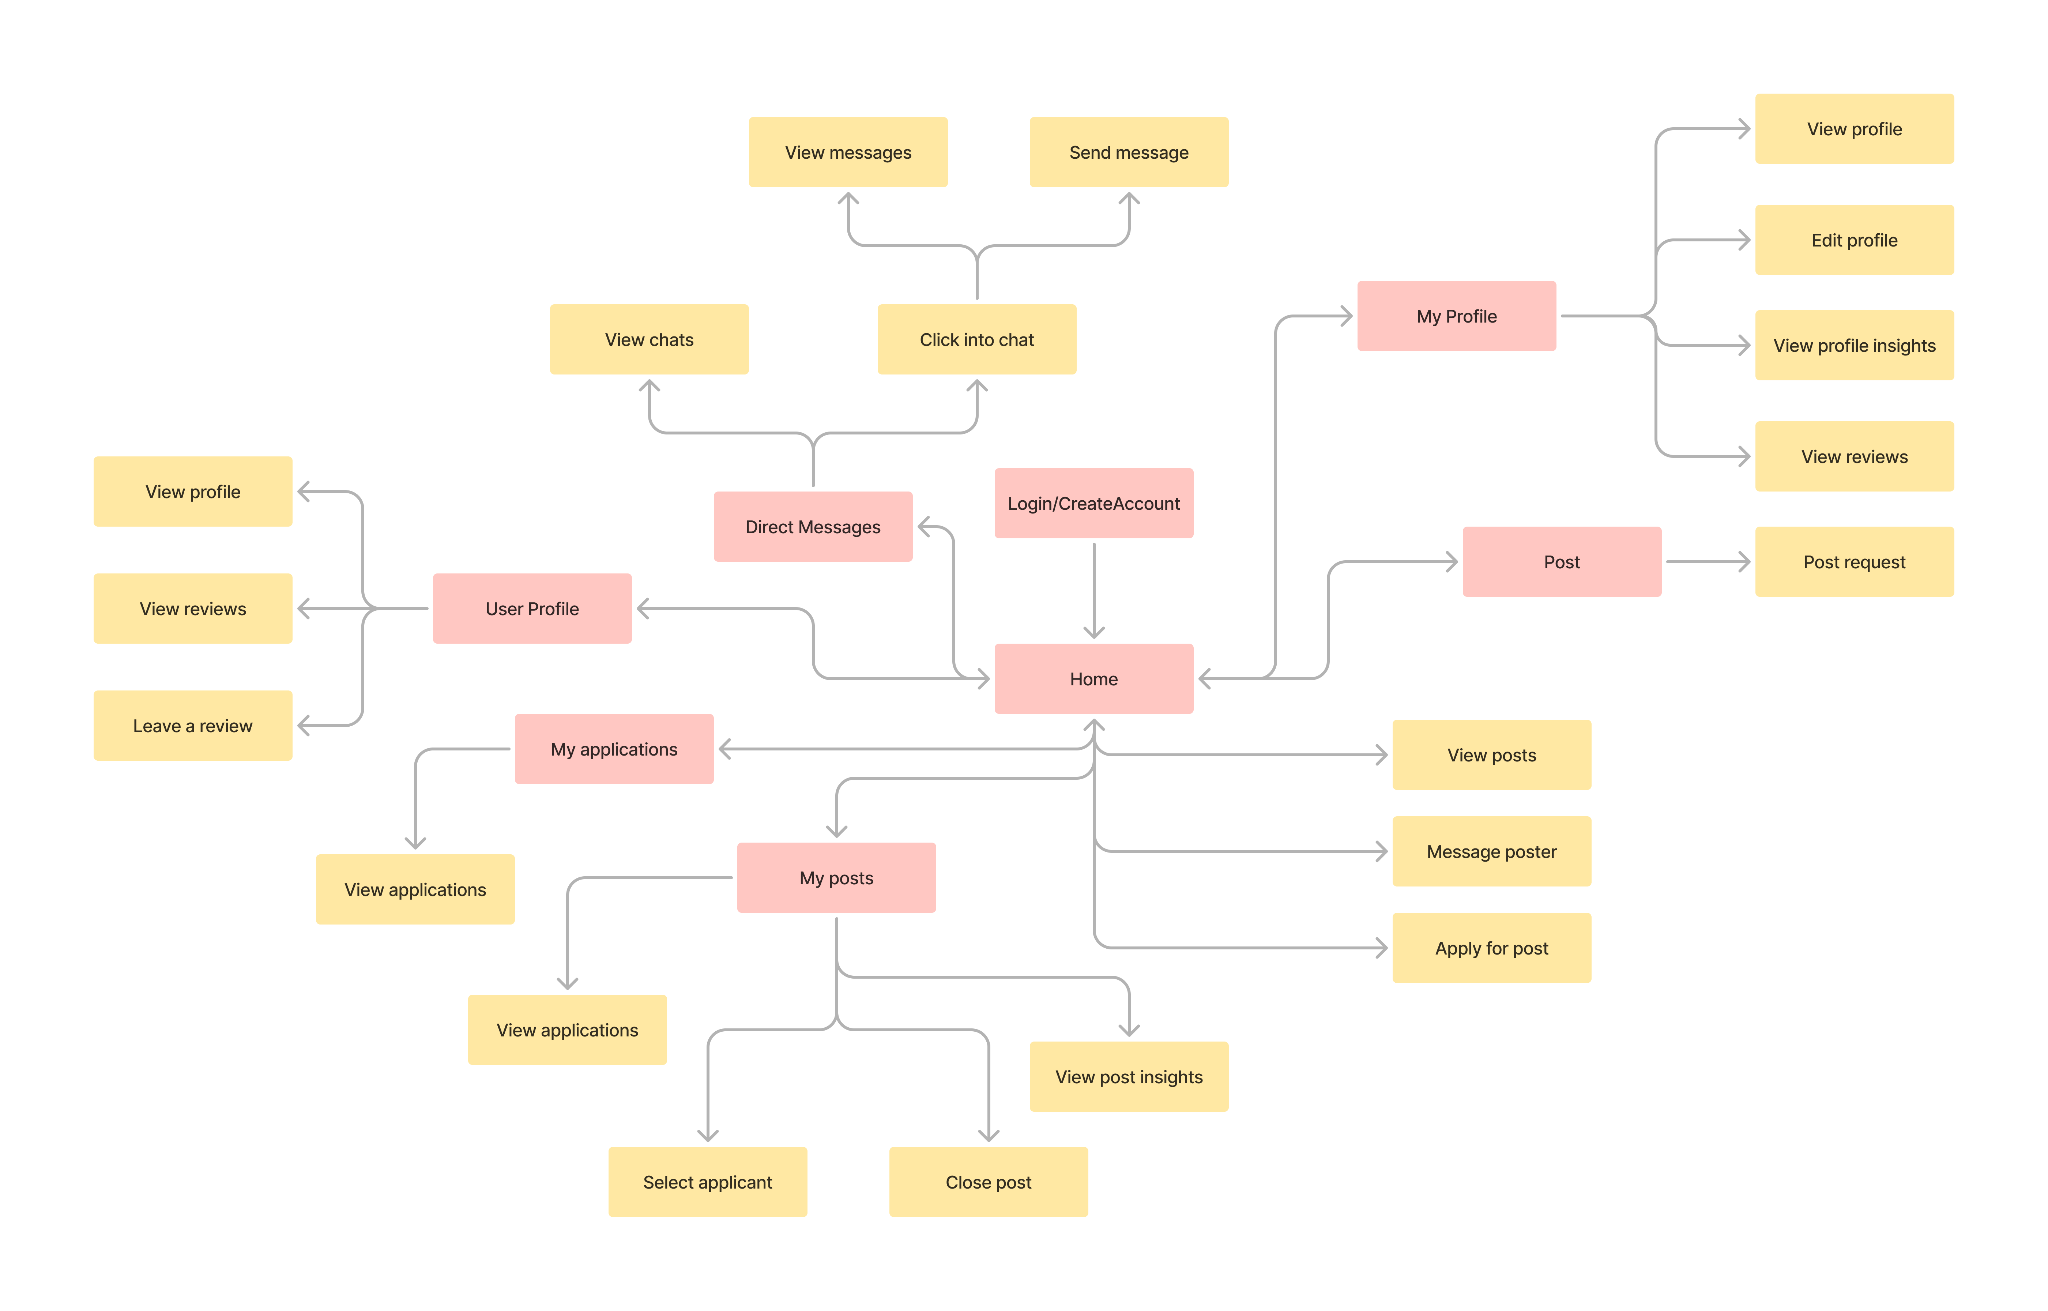 View profile
View messages
Send message
Edit profile
My Profile
View chats
Click into chat
View profile insights
View reviews
View profile
Login/CreateAccount
Direct Messages
Post
Post request
View reviews
User Profile
Home
Leave a review
My applications
View posts
Message poster
My posts
View applications
Apply for post
View applications
View post insights
Select applicant
Close post